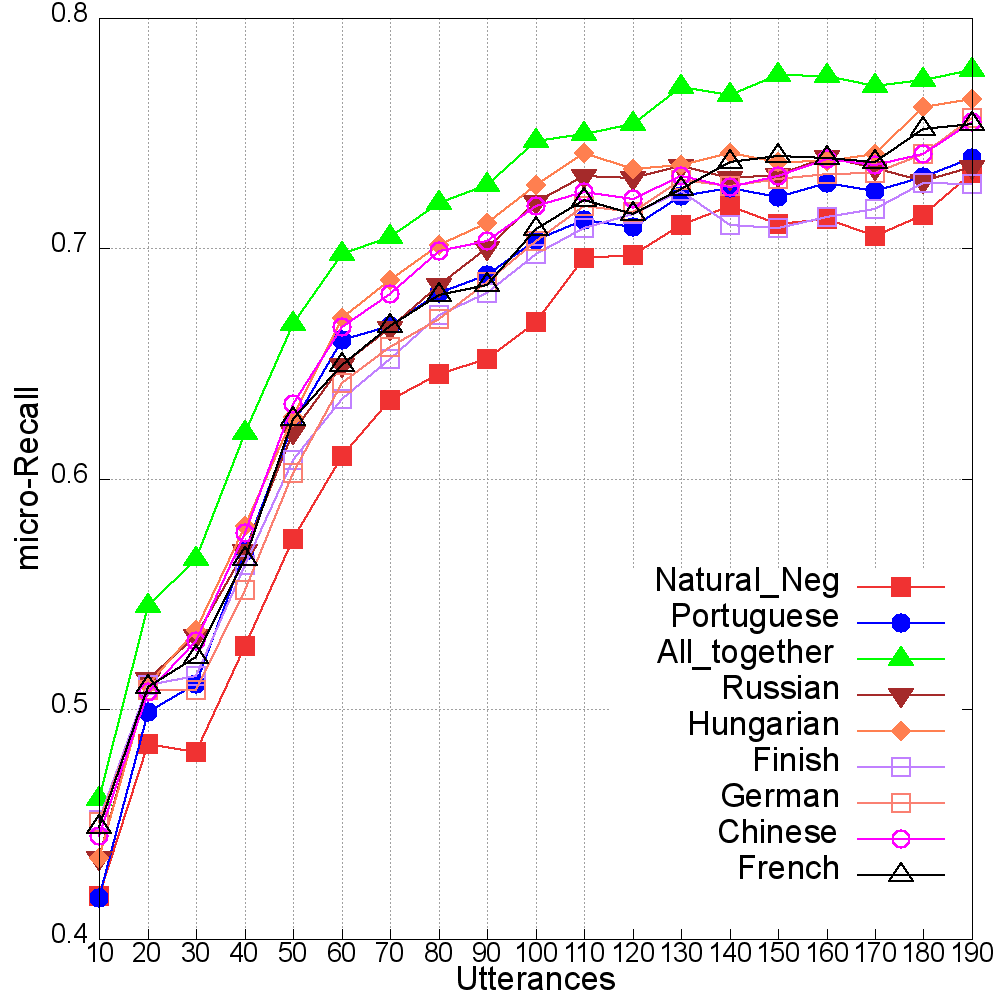 0.8
0.7
0.6
0.5
0.4
micro-Recall
Natural_Neg
Portuguese
All_together
Russian
Hungarian
Finish
German
Chinese
French
10 20 30 40 50 60 70 80 90 100 110 120 130 140 150 160 170 180 190
Utterances